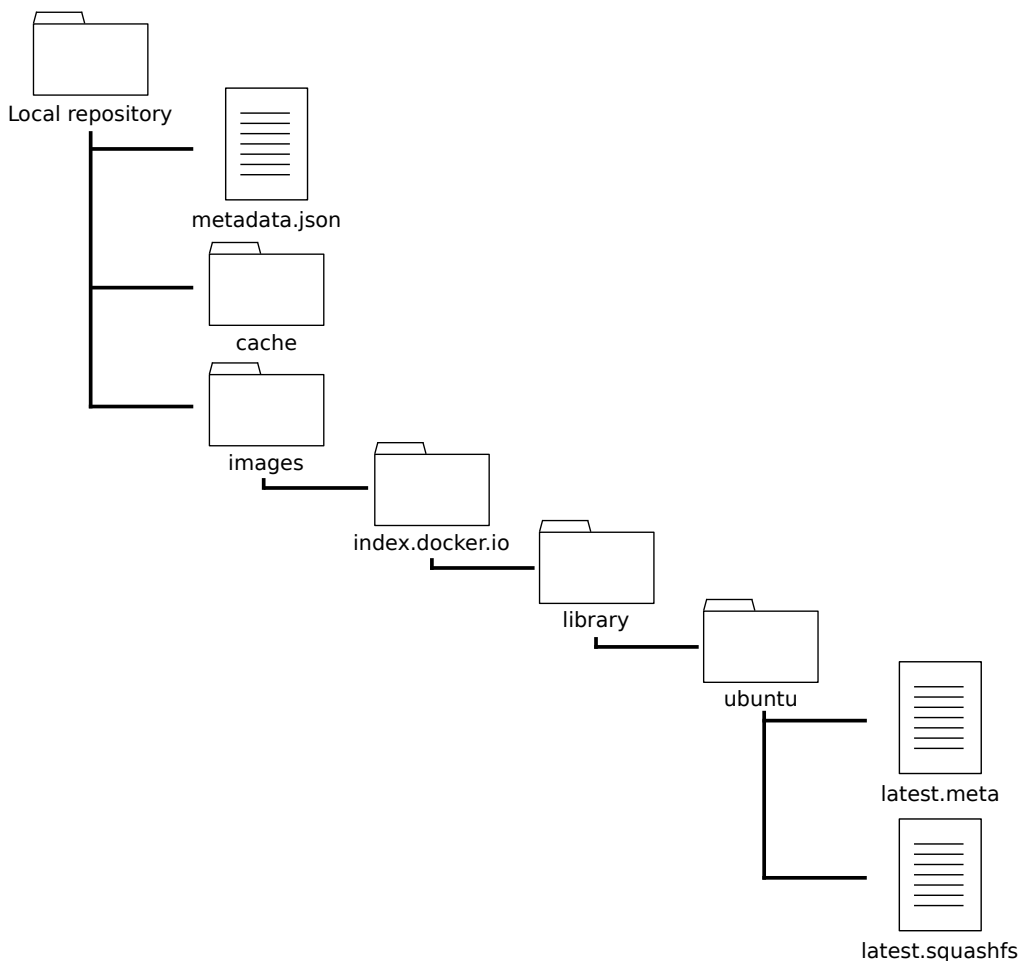 Local repository
metadata.json
cache
images
index.docker.io
library
ubuntu
latest.meta
latest.squashfs